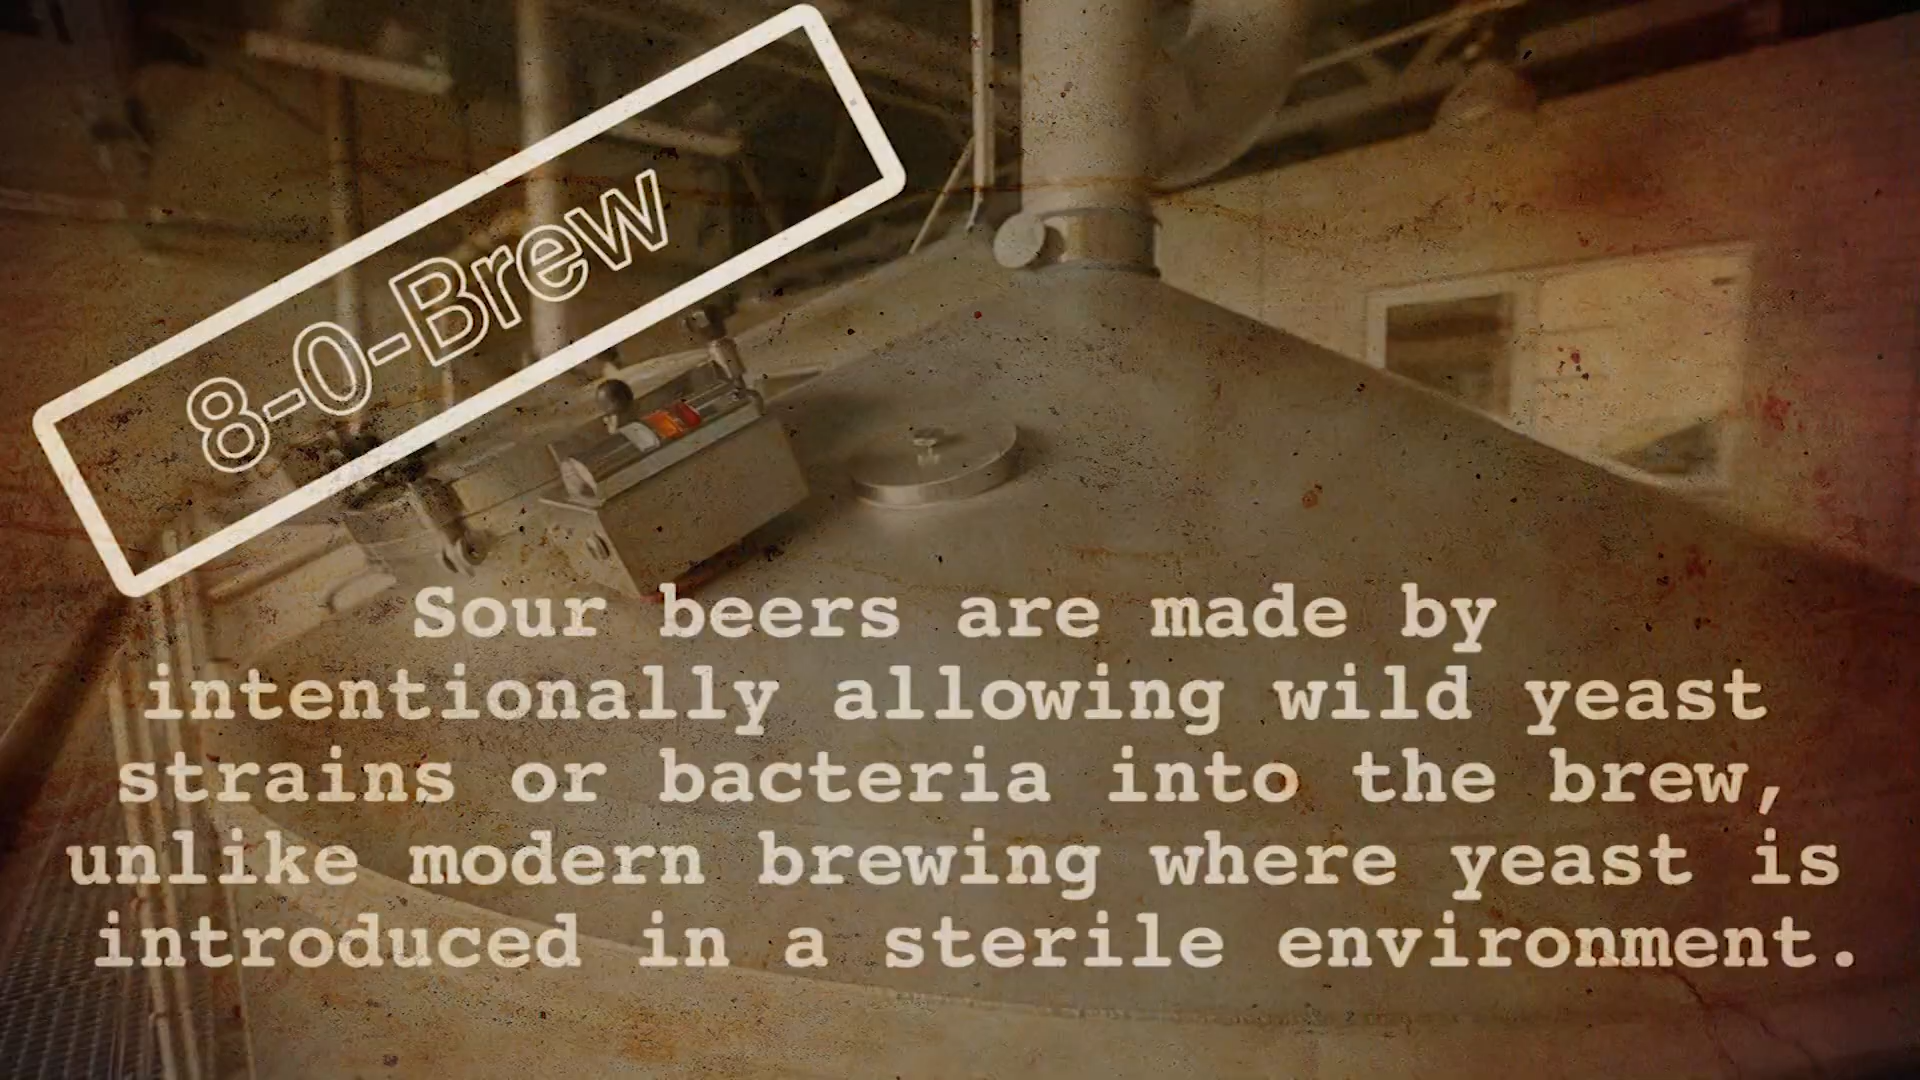 8-0-Brew
Sour beers are made by
intentionally allowing wild yeast
strains or bacteria into the brew,
unlike modern brewing where yeast is
introduced in a sterile environment.